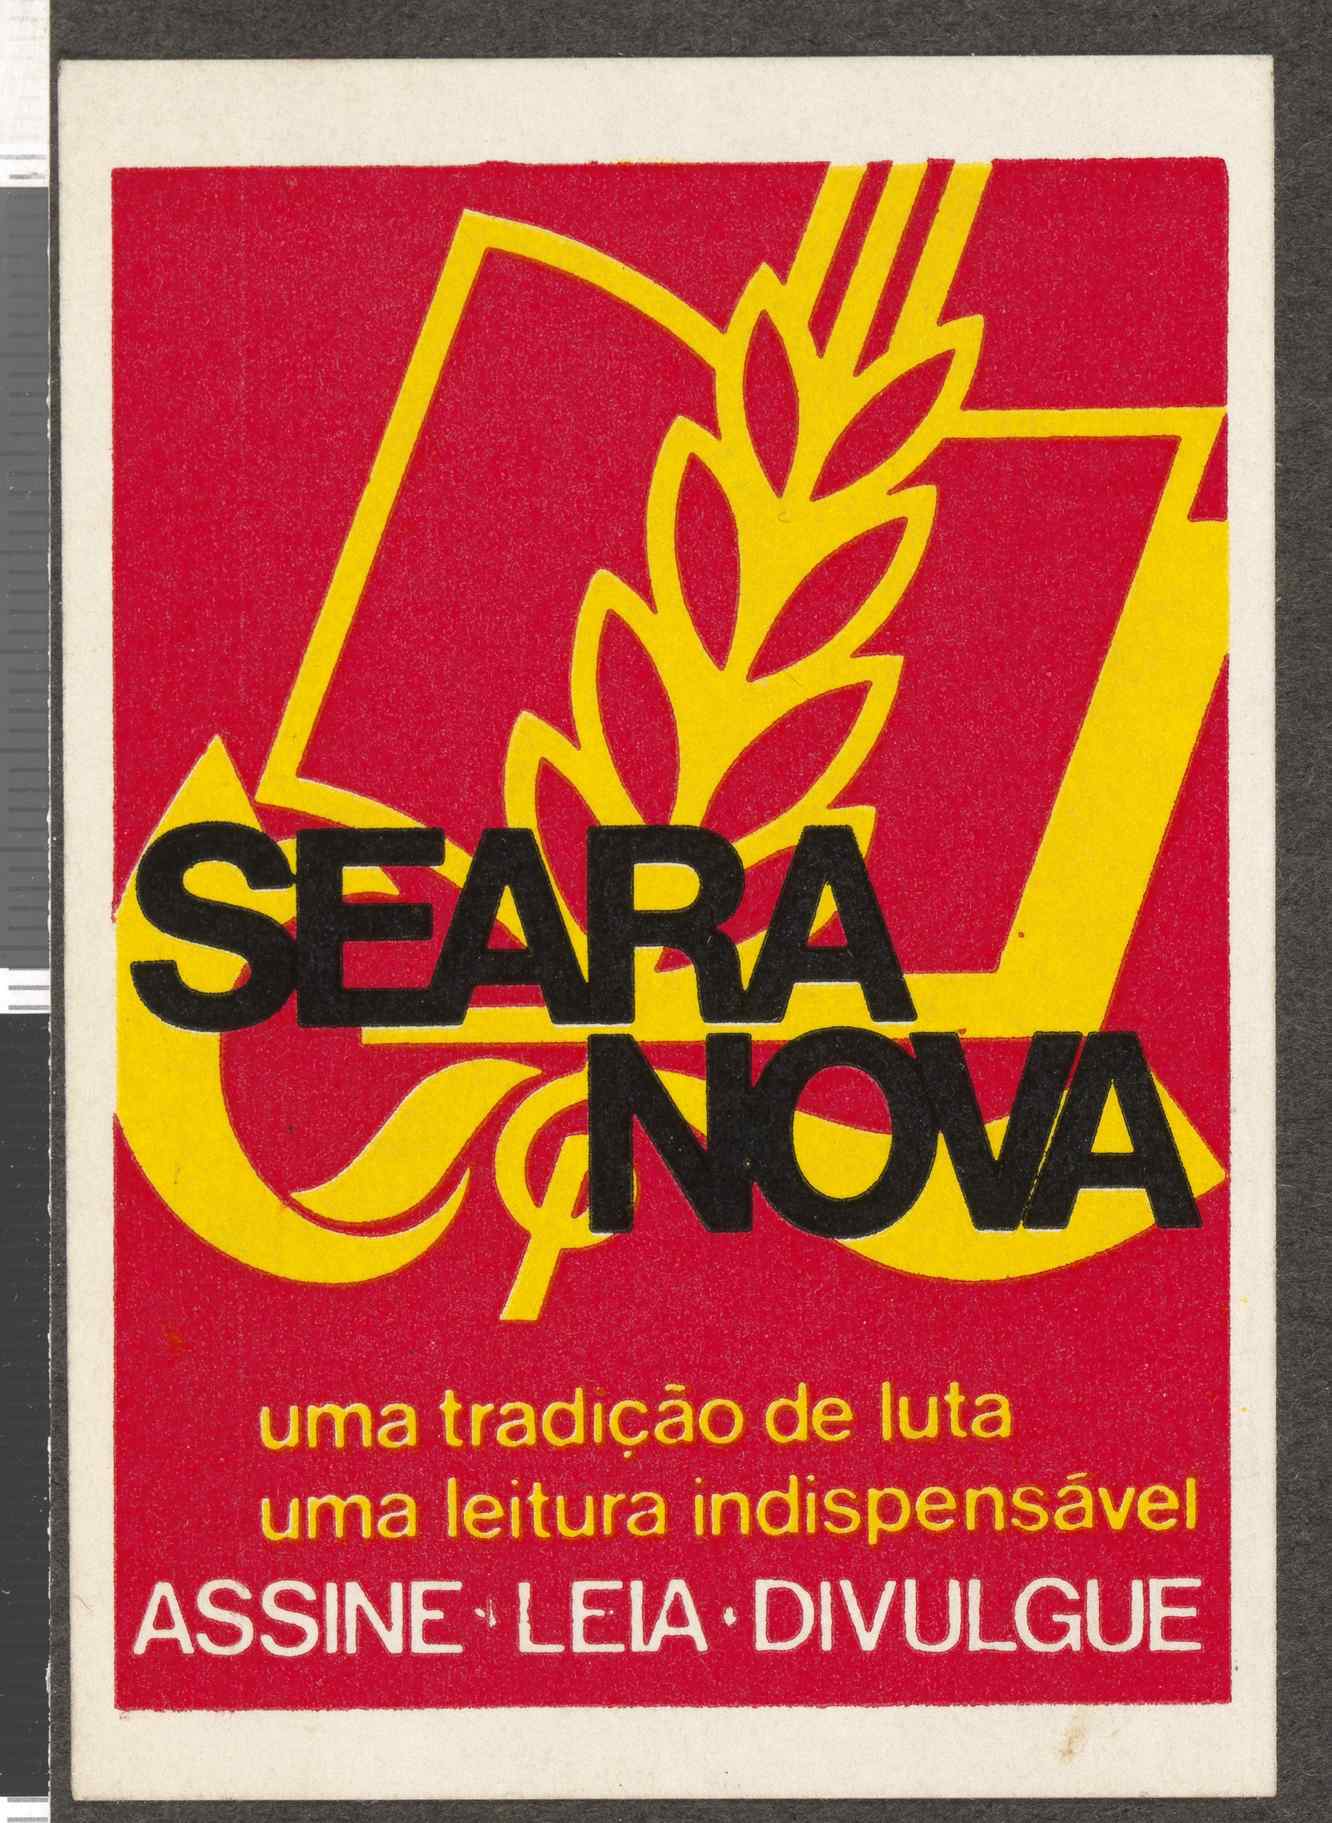 SEARA
NOVA
uma tradição de luta
uma leitura indispensável
ASSINE · LEIA · DIVULGUE